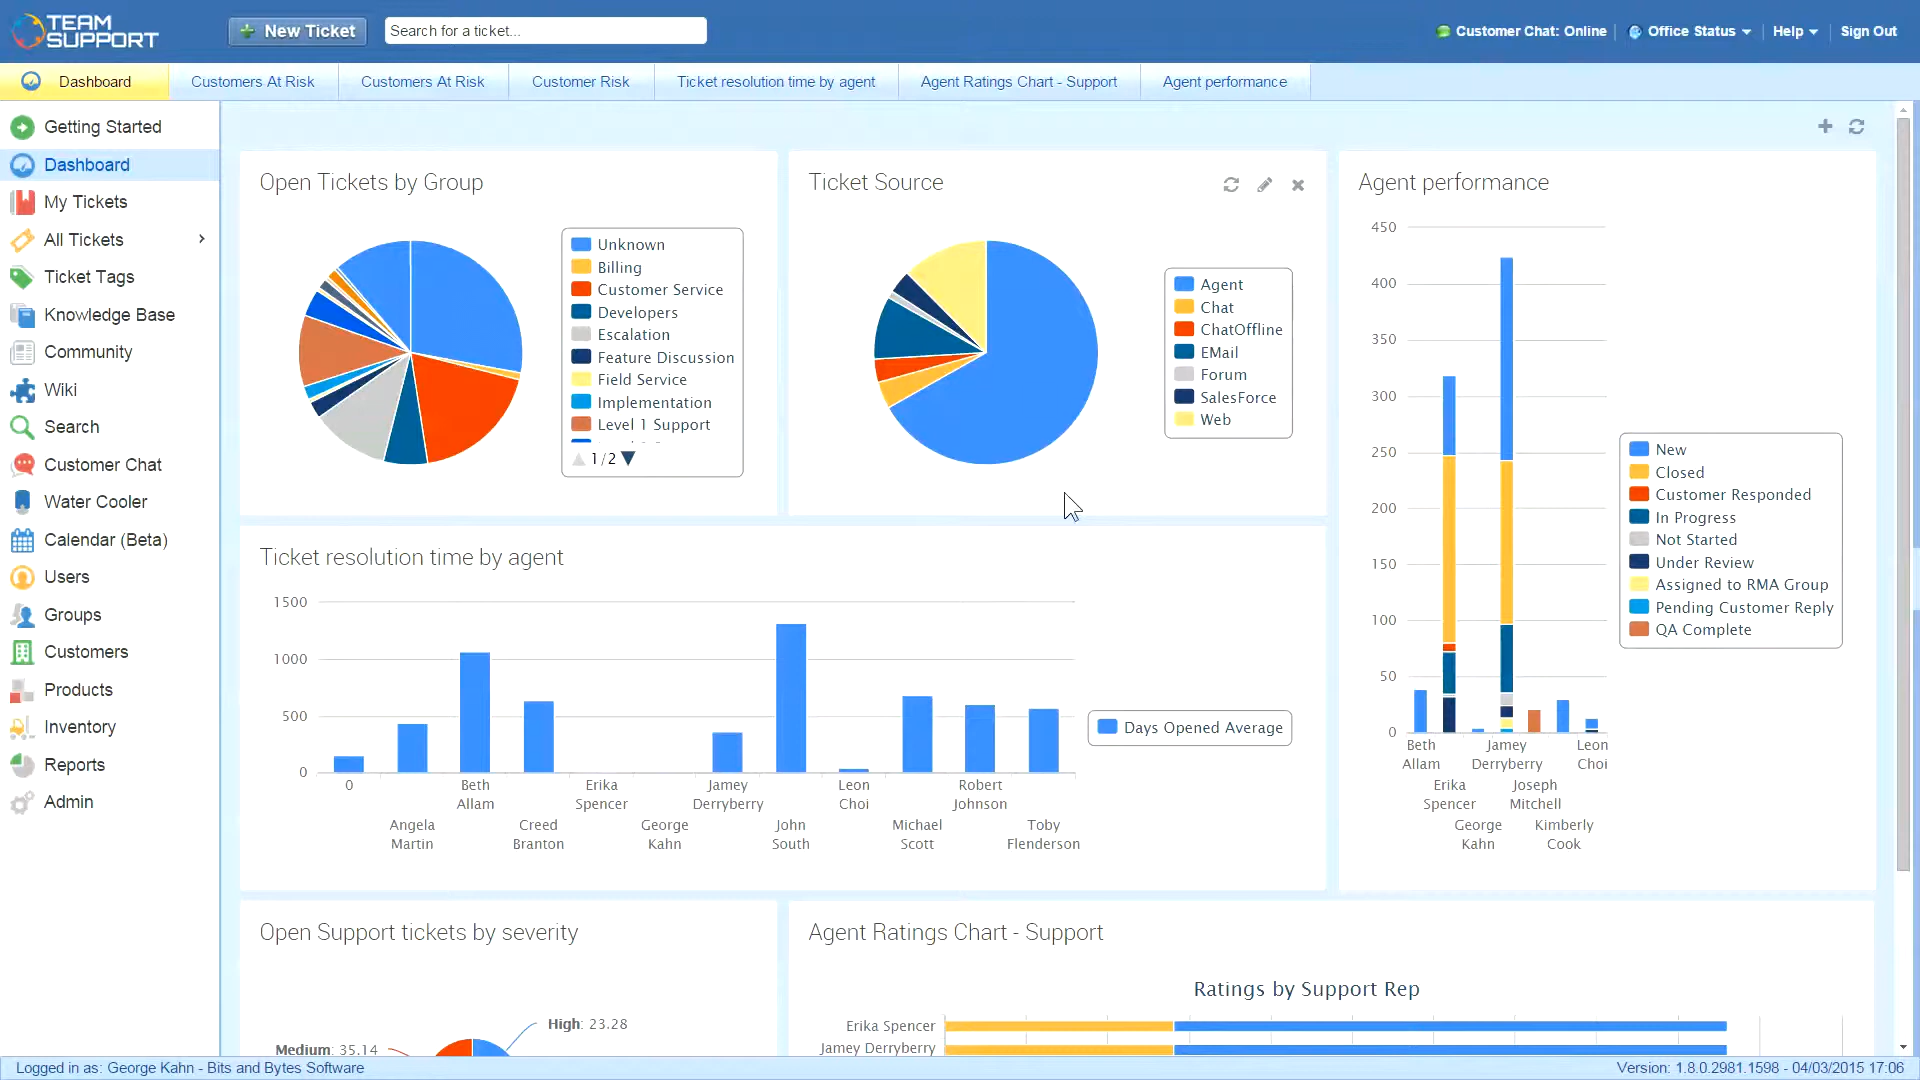 TEAM
SUPPORT
New Ticket
Search for a ticket...
Customer Chat: Online
Office Status
Help
Sign Out
Dashboard
Customers At Risk
Customers At Risk
Customer Risk
Ticket resolution time by agent
Agent Ratings Chart - Support
Agent performance
Getting Started
Dashboard
My Tickets
All Tickets
Ticket Tags
Knowledge Base
Community
Wiki
Search
Customer Chat
Water Cooler
Calendar (Beta)
Users
Groups
Customers
Products
Inventory
Reports
Admin
Open Tickets by Group
Unknown
Billing
Customer Service
Developers
Escalation
Feature Discussion
Field Service
Implementation
Level 1 Support
1/2
Ticket Source
Agent
Chat
ChatOffline
EMail
Forum
SalesForce
Web
Agent performance
450
400
350
300
250
200
150
100
50
0
Beth
Allam
Erika
Spencer
George
Kahn
Jamey
Derryberry
Joseph
Mitchell
Kimberly
Cook
Leon
Choi
New
Closed
Customer Responded
In Progress
Not Started
Under Review
Assigned to RMA Group
Pending Customer Reply
QA Complete
Ticket resolution time by agent
1500
1000
500
0
0
Angela
Martin
Beth
Allam
Creed
Branton
Erika
Spencer
George
Kahn
Jamey
Derryberry
John
South
Leon
Choi
Michael
Scott
Robert
Johnson
Toby
Flenderson
Days Opened Average
Open Support tickets by severity
High: 23.28
Medium: 35.14
Agent Ratings Chart - Support
Ratings by Support Rep
Erika Spencer
Jamey Derryberry
Logged in as: George Kahn - Bits and Bytes Software
Version: 1.8.0.2981.1598 - 04/03/2015 17:06